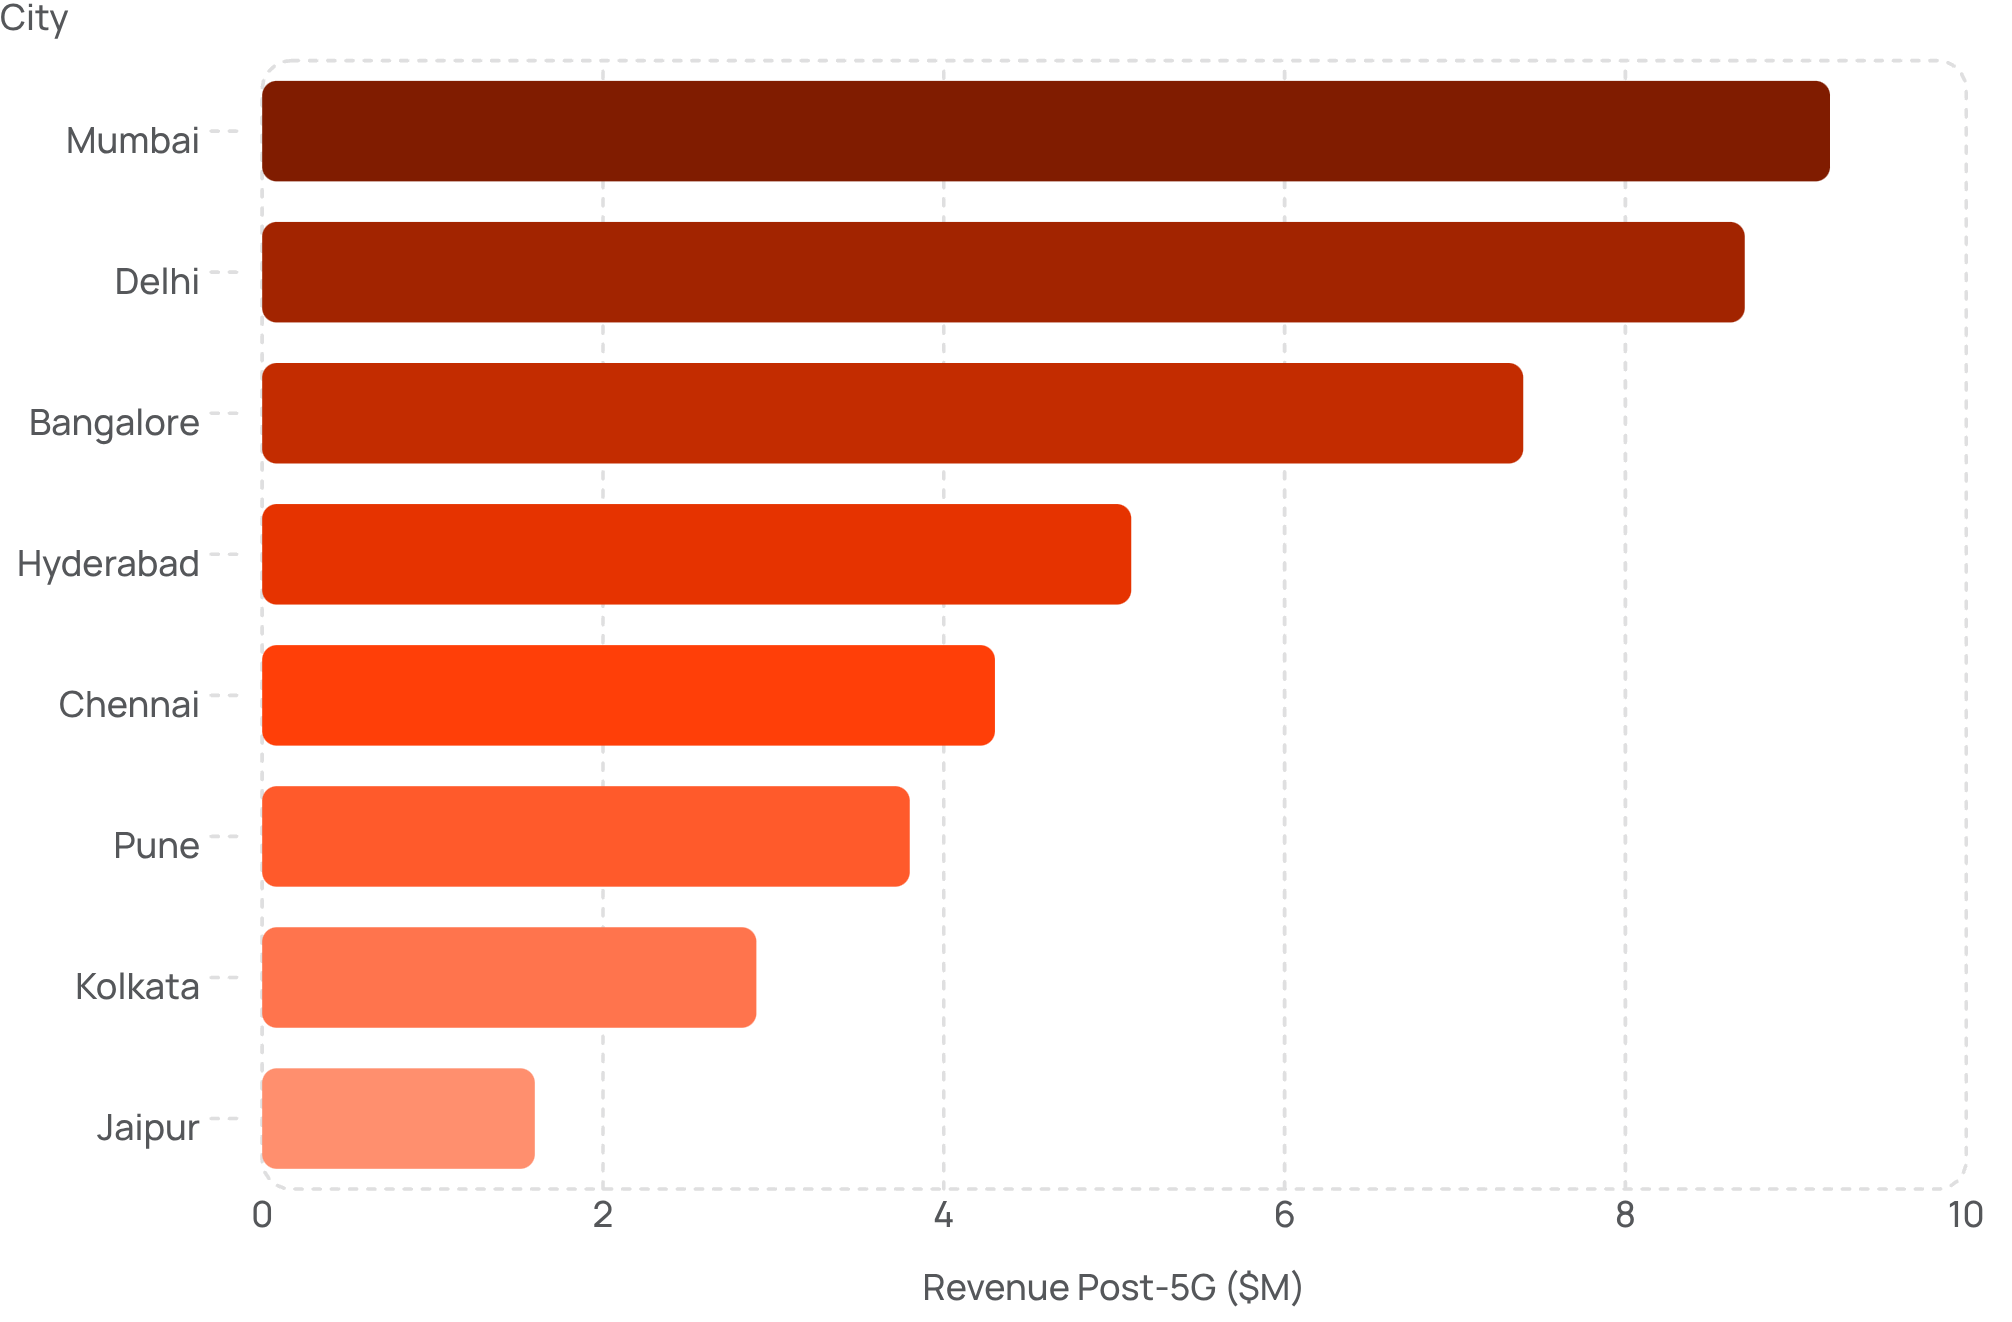 City
Mumbai
Delhi
Bangalore
Hyderabad
Chennai
Pune
Kolkata
Jaipur
0 2 4 6 8 10
Revenue Post-5G ($M)